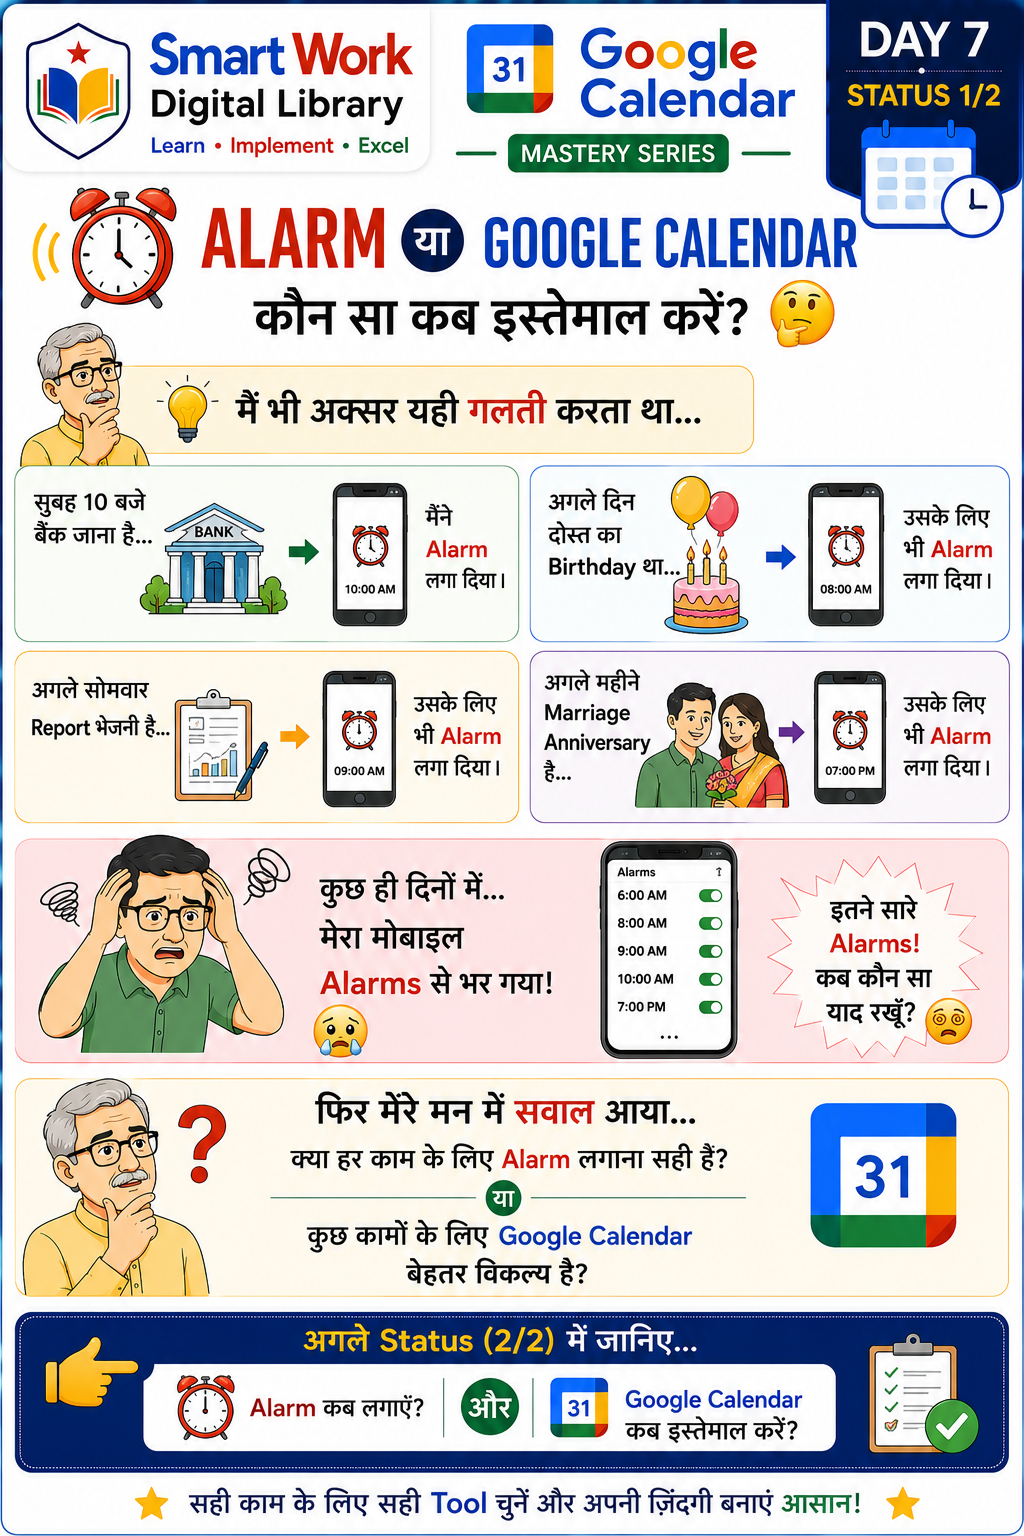 Smart Work
Digital Library
Learn • Implement • Excel
31
Google
Calendar
MASTERY SERIES
DAY 7
STATUS 1/2
ALARM या GOOGLE CALENDAR
कौन सा कब इस्तेमाल करें?
मैं भी अक्सर यही गलती करता था...
सुबह 10 बजे
बैंक जाना है...
BANK
10:00 AM
मैंने
Alarm
लगा दिया।
अगले दिन
दोस्त का
Birthday था...
08:00 AM
उसके लिए
भी Alarm
लगा दिया।
अगले सोमवार
Report भेजनी है...
09:00 AM
उसके लिए
भी Alarm
लगा दिया।
अगले महीने
Marriage
Anniversary
है...
07:00 PM
उसके लिए
भी Alarm
लगा दिया।
कुछ ही दिनों में...
मेरा मोबाइल
Alarms से भर गया!
Alarms
6:00 AM
8:00 AM
9:00 AM
10:00 AM
7:00 PM
...
इतने सारे
Alarms!
कब कौन सा
याद रखूँ?
?
फिर मेंरे मन में सवाल आया...
क्या हर काम के लिए Alarm लगाना सही हैं?
या
कुछ कामों के लिए Google Calendar
बेहतर विकल्य है?
31
अगले Status (2/2) में जानिए...
Alarm कब लगाएँ?
और
31
Google Calendar
कब इस्तेमाल करें?
सही काम के लिए सही Tool चुनें और अपनी ज़िंदगी बनाएं आसान!